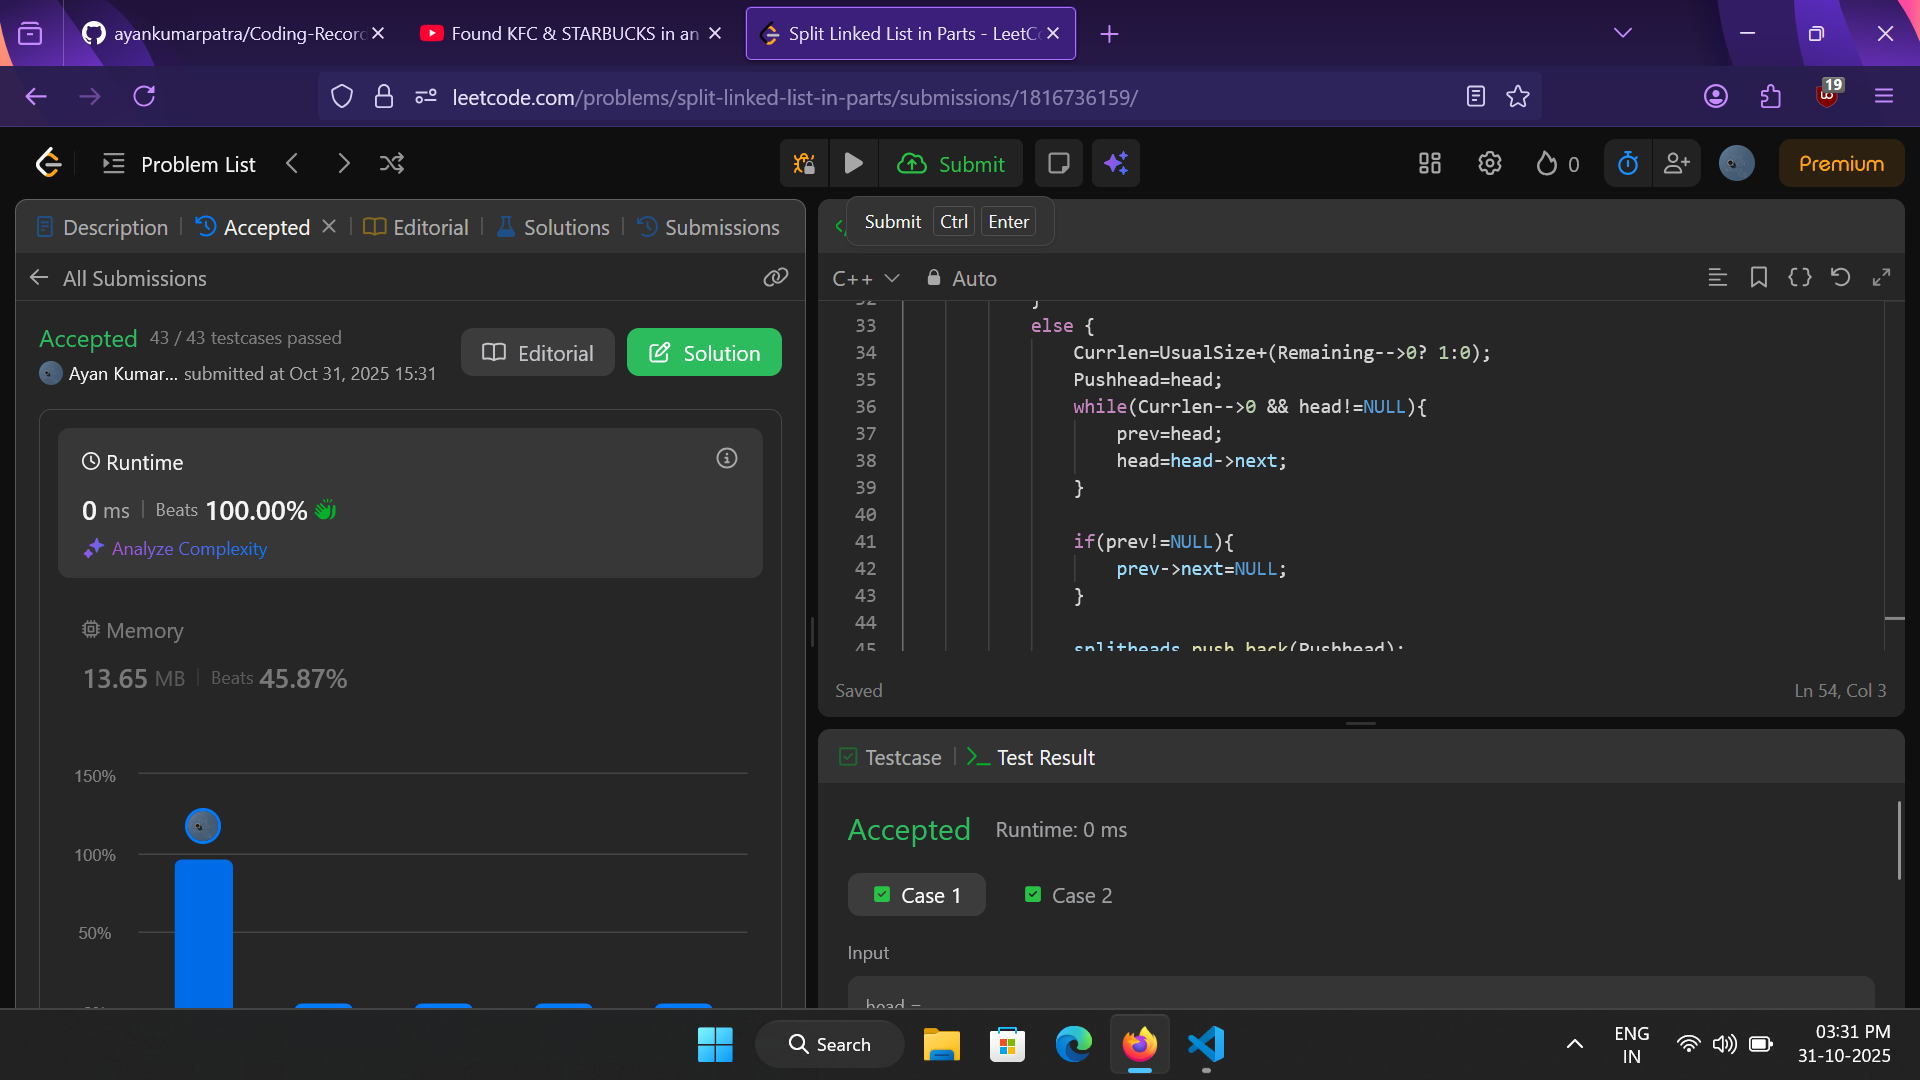 ayankumarpatra/Coding-Record
Found KFC & STARBUCKS in an
Split Linked List in Parts - LeetCo
leetcode.com/problems/split-linked-list-in-parts/submissions/1816736159/
19
Problem List
Submit
0
Premium
Description
Accepted
Editorial
Solutions
Submissions
Submit Ctrl Enter
All Submissions
C++
Auto
Accepted 43 / 43 testcases passed
Ayan Kumar... submitted at Oct 31, 2025 15:31
Editorial
Solution
Runtime
0 ms | Beats 100.00%
Analyze Complexity
Memory
13.65 MB | Beats 45.87%
150%
100%
50%
32 }
33 else {
34 Currlen=UsualSize+(Remaining-->0? 1:0);
35 Pushhead=head;
36 while(Currlen-->0 && head!=NULL){
37 prev=head;
38 head=head->next;
39 }
40
41 if(prev!=NULL){
42 prev->next=NULL;
43 }
44
45 splitheads.push_back(Pushhead);
Saved
Ln 54, Col 3
Testcase
Test Result
Accepted Runtime: 0 ms
Case 1
Case 2
Input
head =
Search
ENG
IN
03:31 PM
31-10-2025